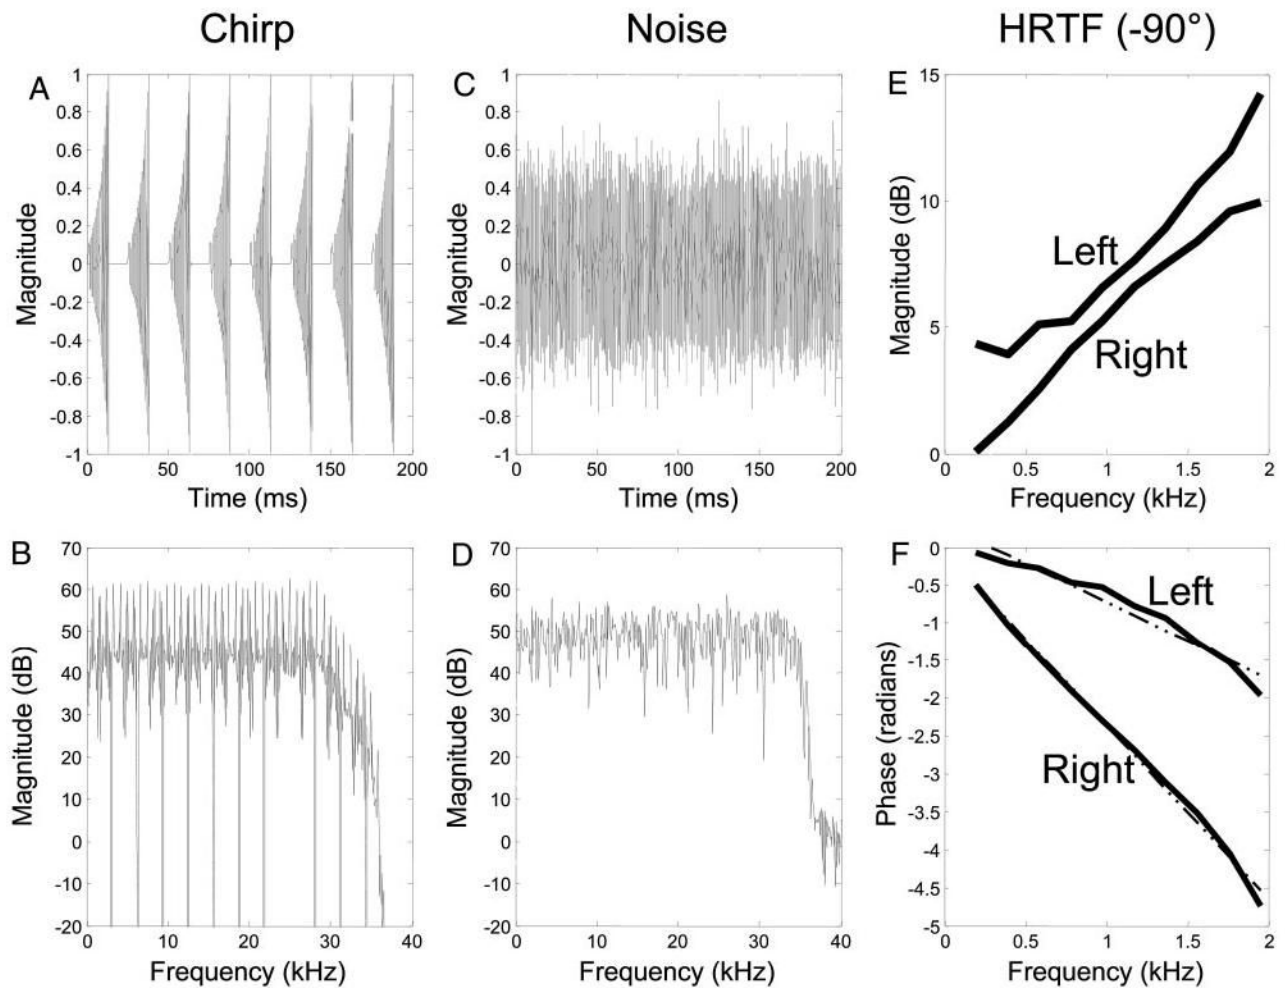 Chirp
Noise
HRTF (-90°)
A
1
0.8
0.6
0.4
0.2
0
-0.2
-0.4
-0.6
-0.8
-1
Magnitude
0 50 100 150 200
Time (ms)
C
1
0.8
0.6
0.4
0.2
0
-0.2
-0.4
-0.6
-0.8
-1
Magnitude
0 50 100 150 200
Time (ms)
E
15
10
5
0
Magnitude (dB)
Left
Right
0 0.5 1 1.5 2
Frequency (kHz)
B
70
60
50
40
30
20
10
0
-10
-20
Magnitude (dB)
0 10 20 30 40
Frequency (kHz)
D
70
60
50
40
30
20
10
0
-10
-20
Magnitude (dB)
0 10 20 30 40
Frequency (kHz)
F
0
-0.5
-1
-1.5
-2
-2.5
-3
-3.5
-4
-4.5
-5
Phase (radians)
Left
Right
0 0.5 1 1.5 2
Frequency (kHz)